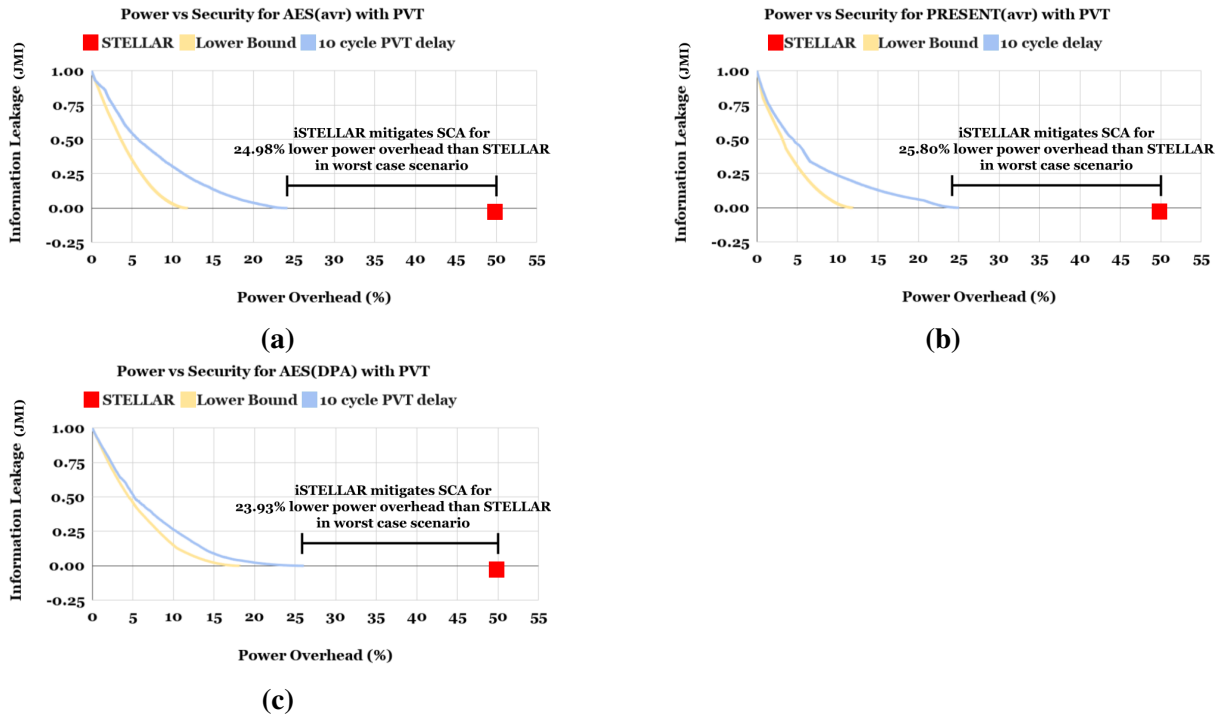 Power vs Security for AES(avr) with PVT
STELLAR Lower Bound 10 cycle PVT delay
Information Leakage (JMI)
1.00
0.75
0.50
0.25
0.00
-0.25
iSTELLAR mitigates SCA for
24.98% lower power overhead than STELLAR
in worst case scenario
0 5 10 15 20 25 30 35 40 45 50 55
Power Overhead (%)
(a)
Power vs Security for PRESENT(avr) with PVT
STELLAR Lower Bound 10 cycle delay
Information Leakage (JMI)
1.00
0.75
0.50
0.25
0.00
-0.25
iSTELLAR mitigates SCA for
25.80% lower power overhead than STELLAR
in worst case scenario
0 5 10 15 20 25 30 35 40 45 50 55
Power Overhead (%)
(b)
Power vs Security for AES(DPA) with PVT
STELLAR Lower Bound 10 cycle PVT delay
Information Leakage (JMI)
1.00
0.75
0.50
0.25
0.00
-0.25
iSTELLAR mitigates SCA for
23.93% lower power overhead than STELLAR
in worst case scenario
0 5 10 15 20 25 30 35 40 45 50 55
Power Overhead (%)
(c)